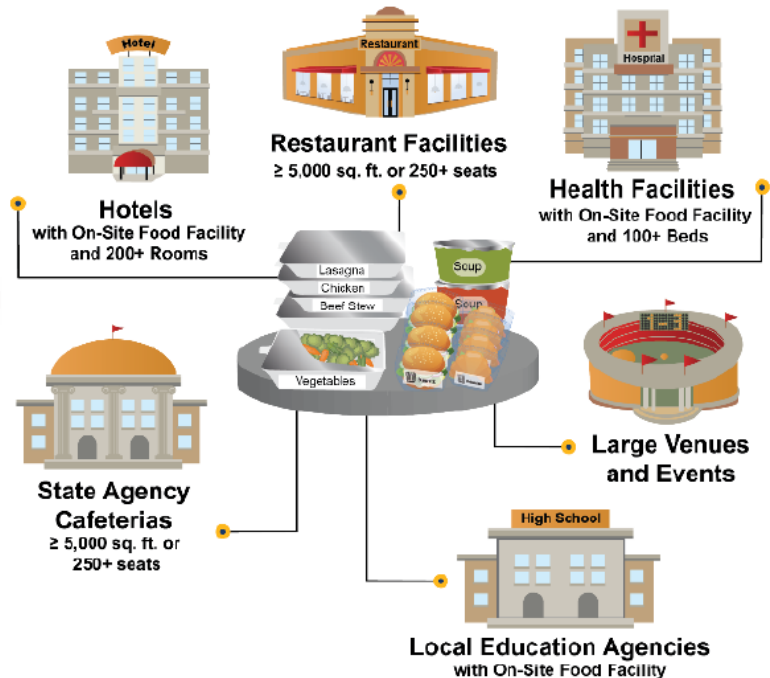 Hotel
Restaurant
Hospital
Restaurant Facilities
≥ 5,000 sq. ft. or 250+ seats
Health Facilities
with On-Site Food Facility
and 100+ Beds
Hotels
with On-Site Food Facility
and 200+ Rooms
Lasagna
Chicken
Beef Stew
Vegetables
Soup
Soup
Large Venues
and Events
State Agency
Cafeterias
≥ 5,000 sq. ft. or
250+ seats
High School
Local Education Agencies
with On-Site Food Facility